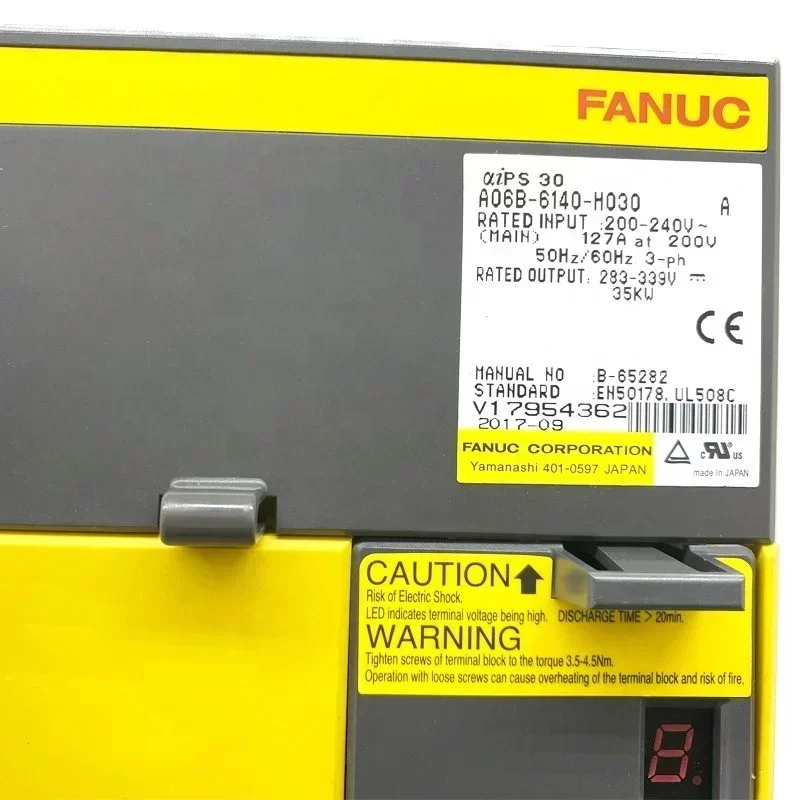 FANUC
αiPS 30
A06B-6140-H030 A
RATED INPUT :200-240V~
(MAIN) 127A at 200V
50Hz/60Hz 3-ph
RATED OUTPUT: 283-339V ⎓
35KW
CE
MANUAL NO :B-65282
STANDARD :EN50178, UL508C
V17954362
2017-09
FANUC CORPORATION
Yamanashi 401-0597 JAPAN
c RU US
made in JAPAN
CAUTION
Risk of Electric Shock.
LED indicates terminal voltage being high. DISCHARGE TIME > 20min.
WARNING
Tighten screws of terminal block to the torque 3.5-4.5Nm.
Operation with loose screws can cause overheating of the terminal block and risk of fire.
8.